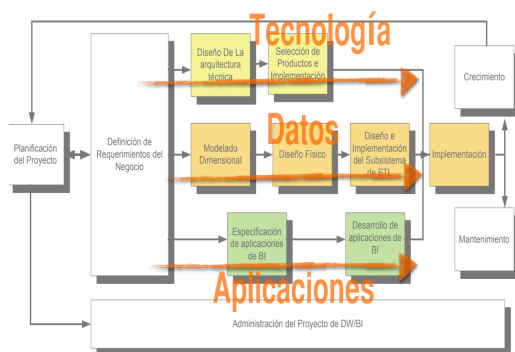 Tecnología
Diseño De La
arquitectura
técnica
Selección de
Productos e
Implementación
Crecimiento
Planificación
del Proyecto
Definición de
Requerimientos del
Negocio
Datos
Modelado
Dimensional
Diseño Físico
Diseño e
Implementación
del Subsistema
de ETL
Implementación
Especificación
de aplicaciones
de BI
Desarrollo de
aplicaciones de
BI
Mantenimiento
Aplicaciones
Administración del Proyecto de DW/BI